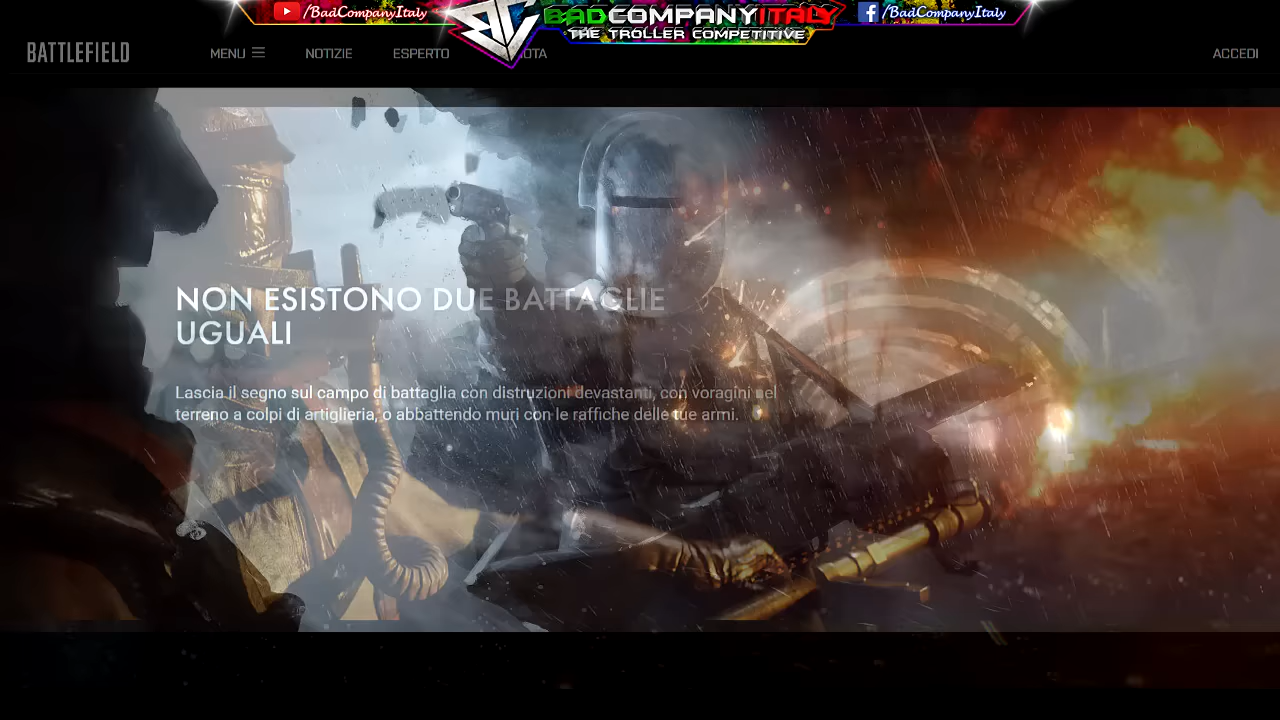 /BadCompanyItaly
BADCOMPANYITALY
/BadCompanyItaly
THE TROLLER COMPETITIVE
BATTLEFIELD
MENU
NOTIZIE
ESPERTO
ACCEDI
NON ESISTONO DUE BATTAGLIE
UGUALI
Lascia il segno sul campo di battaglia con distruzioni devastanti, con voragini nel
terreno a colpi di artiglieria, o abbattendo muri con le raffiche delle tue armi.